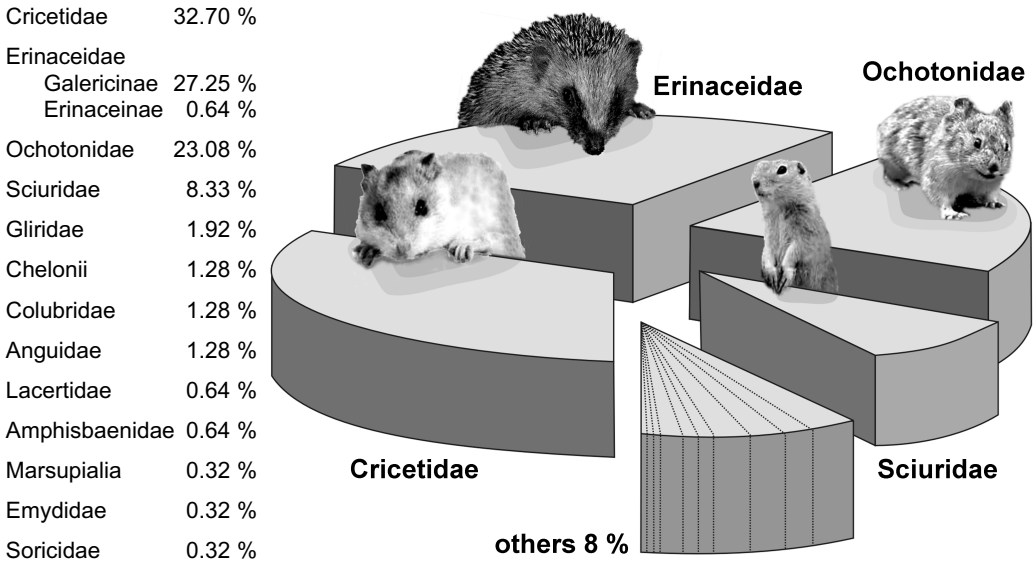 Cricetidae 32.70 %
Erinaceidae
Galericinae 27.25 %
Erinaceinae 0.64 %
Ochotonidae 23.08 %
Sciuridae 8.33 %
Gliridae 1.92 %
Chelonii 1.28 %
Colubridae 1.28 %
Anguidae 1.28 %
Lacertidae 0.64 %
Amphisbaenidae 0.64 %
Marsupialia 0.32 %
Emydidae 0.32 %
Soricidae 0.32 %
Erinaceidae
Ochotonidae
Cricetidae
Sciuridae
others 8 %